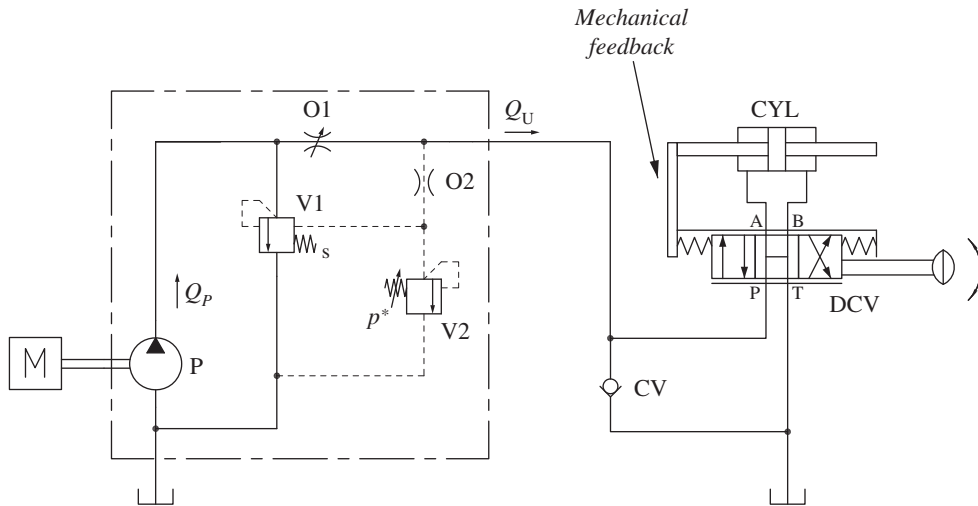 Mechanical
feedback
O1
Q_U
CYL
O2
V1
A B
s
Q_P
p*
P T
DCV
V2
M
P
CV